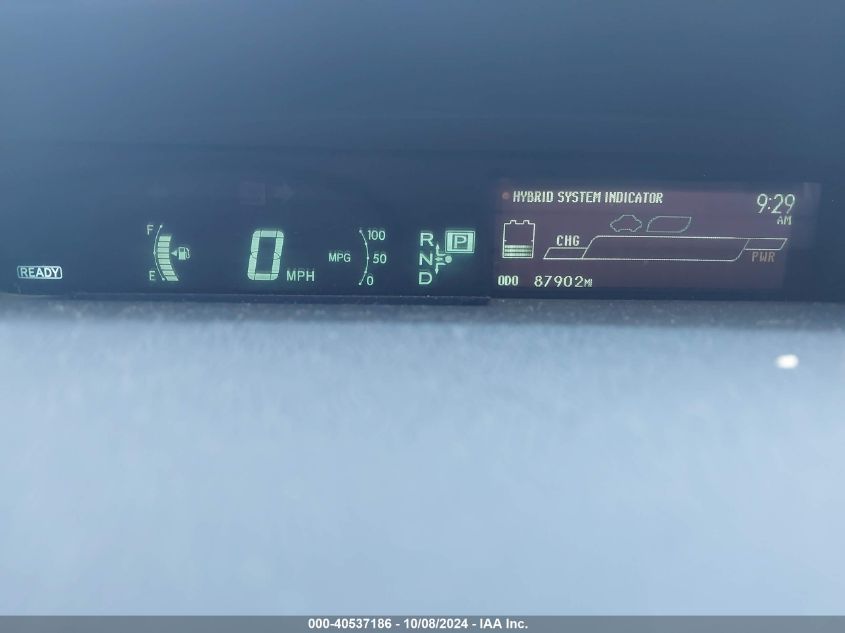 HYBRID SYSTEM INDICATOR
9:29
AM
F
E
READY
0 MPH
MPG
100
50
0
R
N
D
P
CHG
PWR
ODO 87902MI
000-40537186 - 10/08/2024 - IAA Inc.